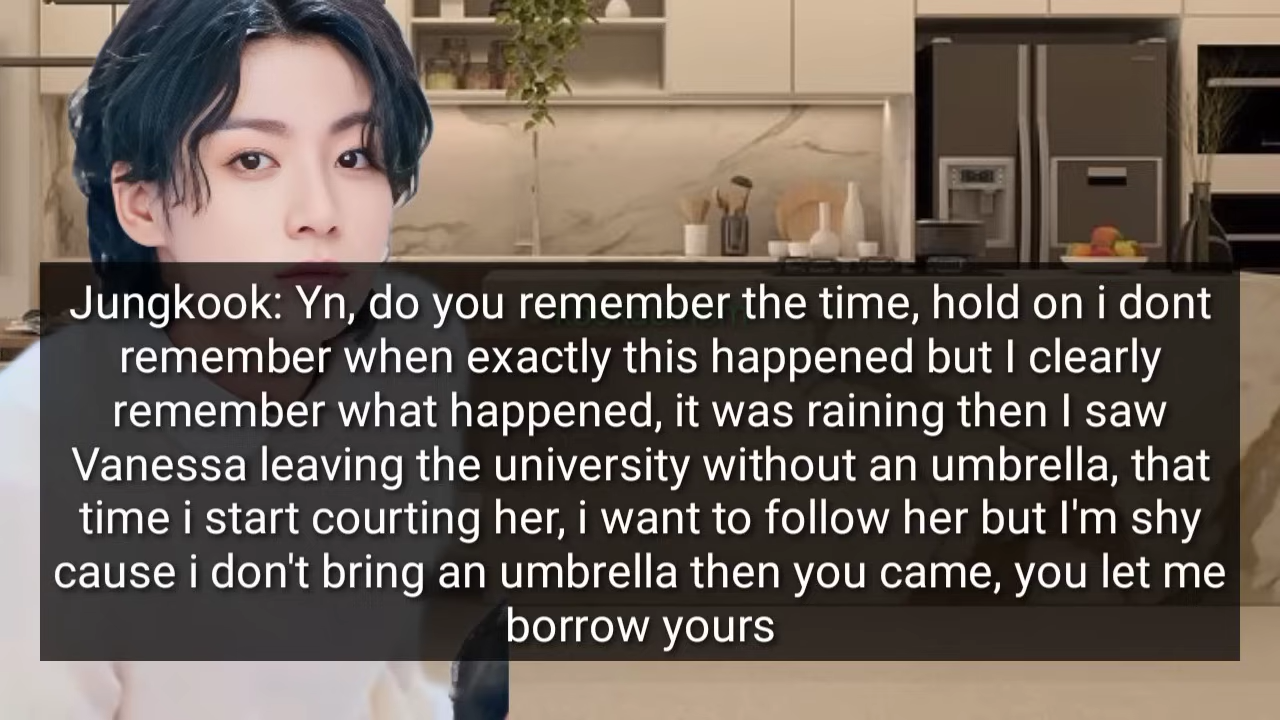 Jungkook: Yn, do you remember the time, hold on i dont
remember when exactly this happened but I clearly
remember what happened, it was raining then I saw
Vanessa leaving the university without an umbrella, that
time i start courting her, i want to follow her but I'm shy
cause i don't bring an umbrella then you came, you let me
borrow yours